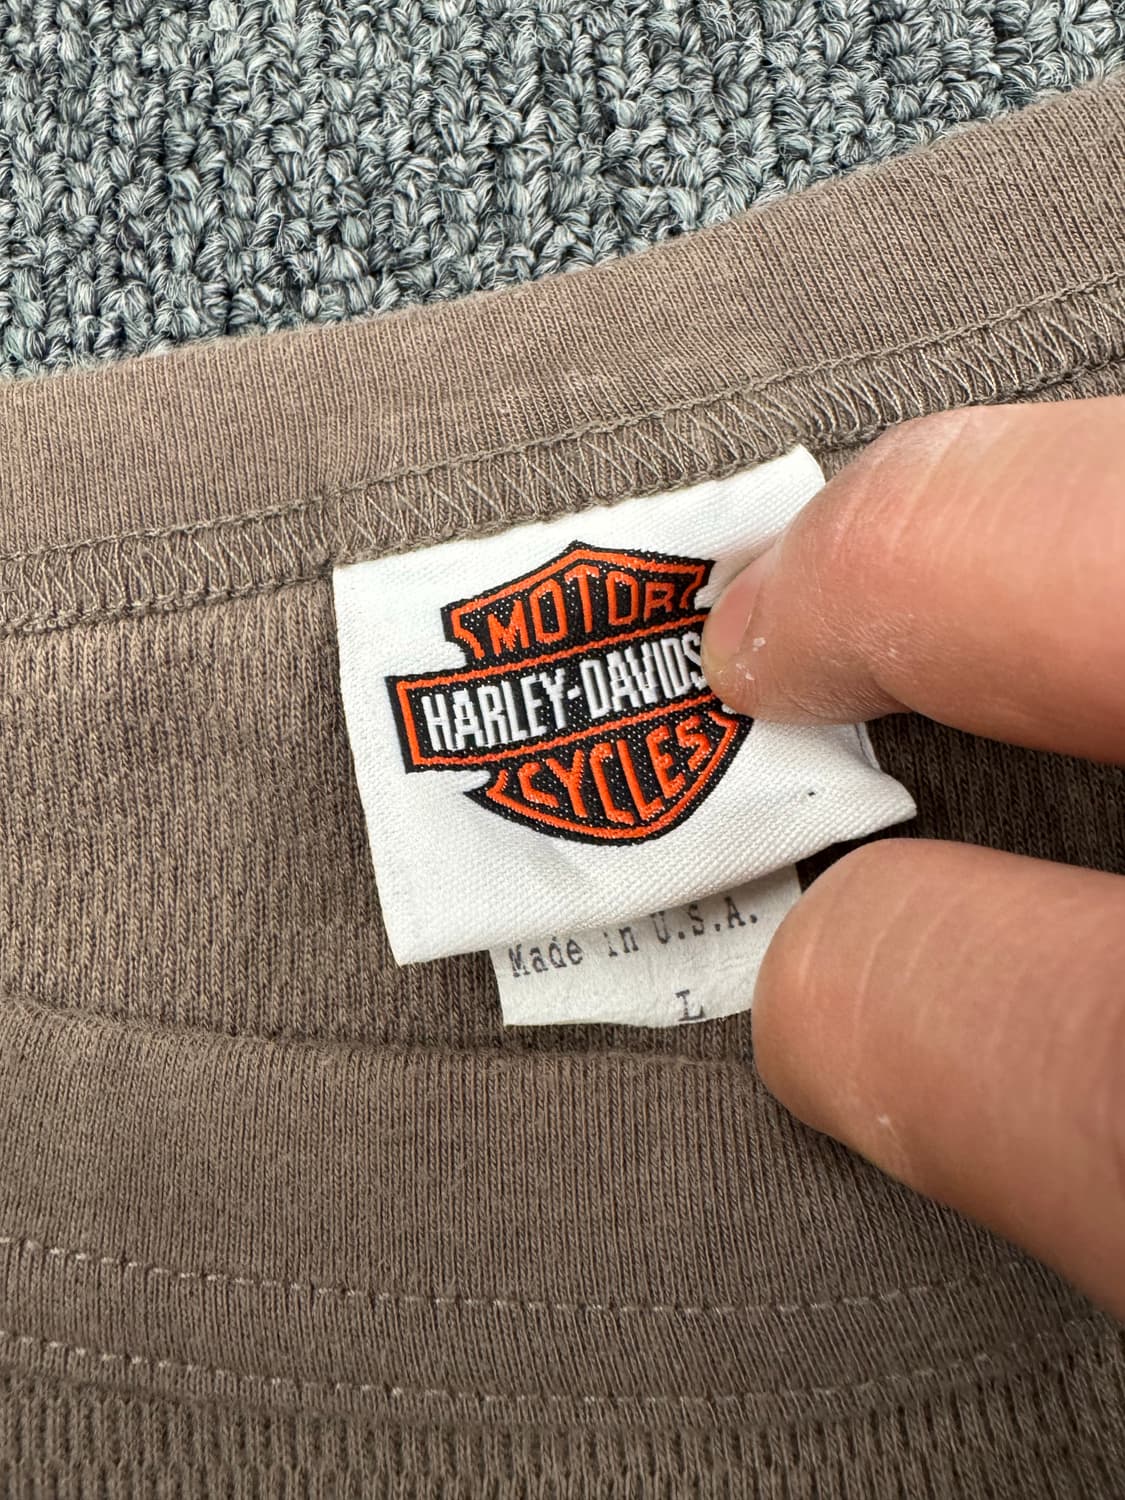 MOTOR
HARLEY-DAVIDS
CYCLES
Made in U.S.A.
L